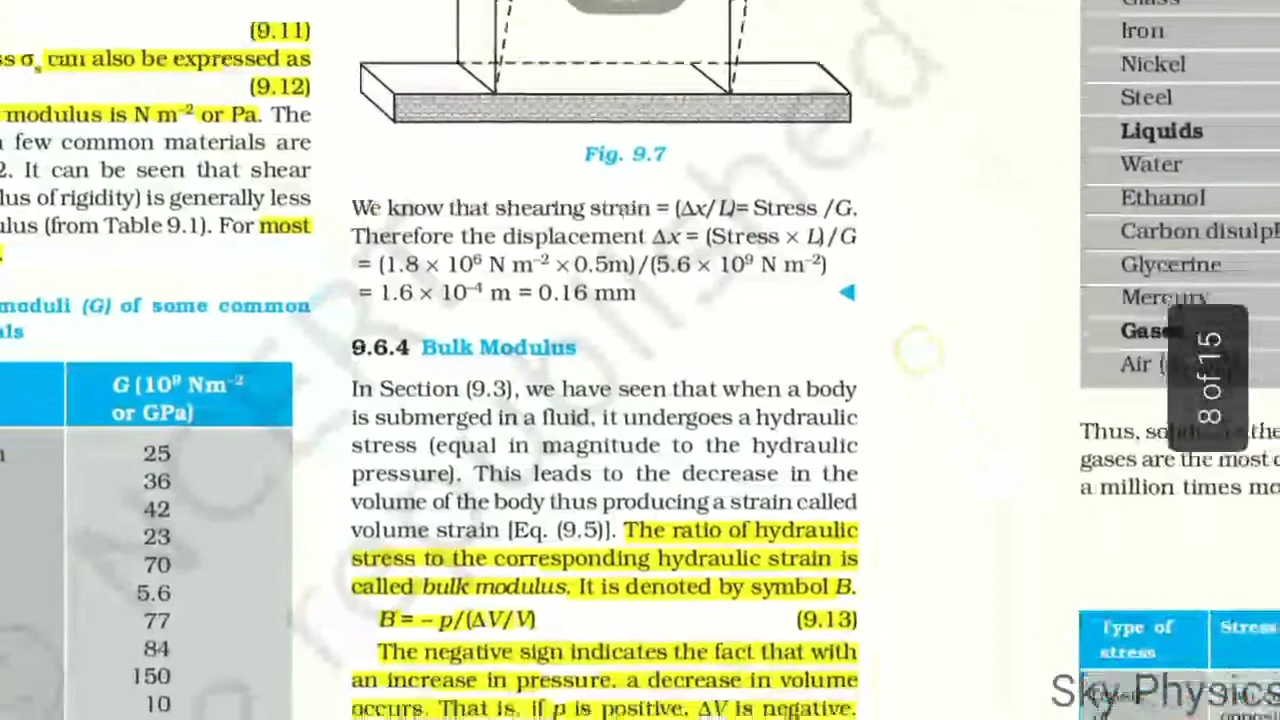 (9.11)
ss σs can also be expressed as
(9.12)
modulus is N m⁻² or Pa. The
few common materials are
2. It can be seen that shear
lus of rigidity) is generally less
ulus (from Table 9.1). For most
moduli (G) of some common
als
G (10⁹ Nm⁻²
or GPa)
25
36
42
23
70
5.6
77
84
150
10
Fig. 9.7
We know that shearing strain = (Δx/L)= Stress /G.
Therefore the displacement Δx = (Stress × L)/G
= (1.8 × 10⁶ N m⁻² × 0.5m)/(5.6 × 10⁹ N m⁻²)
= 1.6 × 10⁻⁴ m = 0.16 mm
9.6.4 Bulk Modulus
In Section (9.3), we have seen that when a body
is submerged in a fluid, it undergoes a hydraulic
stress (equal in magnitude to the hydraulic
pressure). This leads to the decrease in the
volume of the body thus producing a strain called
volume strain [Eq. (9.5)]. The ratio of hydraulic
stress to the corresponding hydraulic strain is
called bulk modulus. It is denoted by symbol B.
B = – p/(ΔV/V) (9.13)
The negative sign indicates the fact that with
an increase in pressure, a decrease in volume
occurs. That is, if p is positive, ΔV is negative.
Iron
Nickel
Steel
Liquids
Water
Ethanol
Carbon disulp
Glycerine
Mercury
Gases
Air (
8 of 15
Thus, the
gases are the most
a million times mo
Type of Stress
stress
Sky Physics